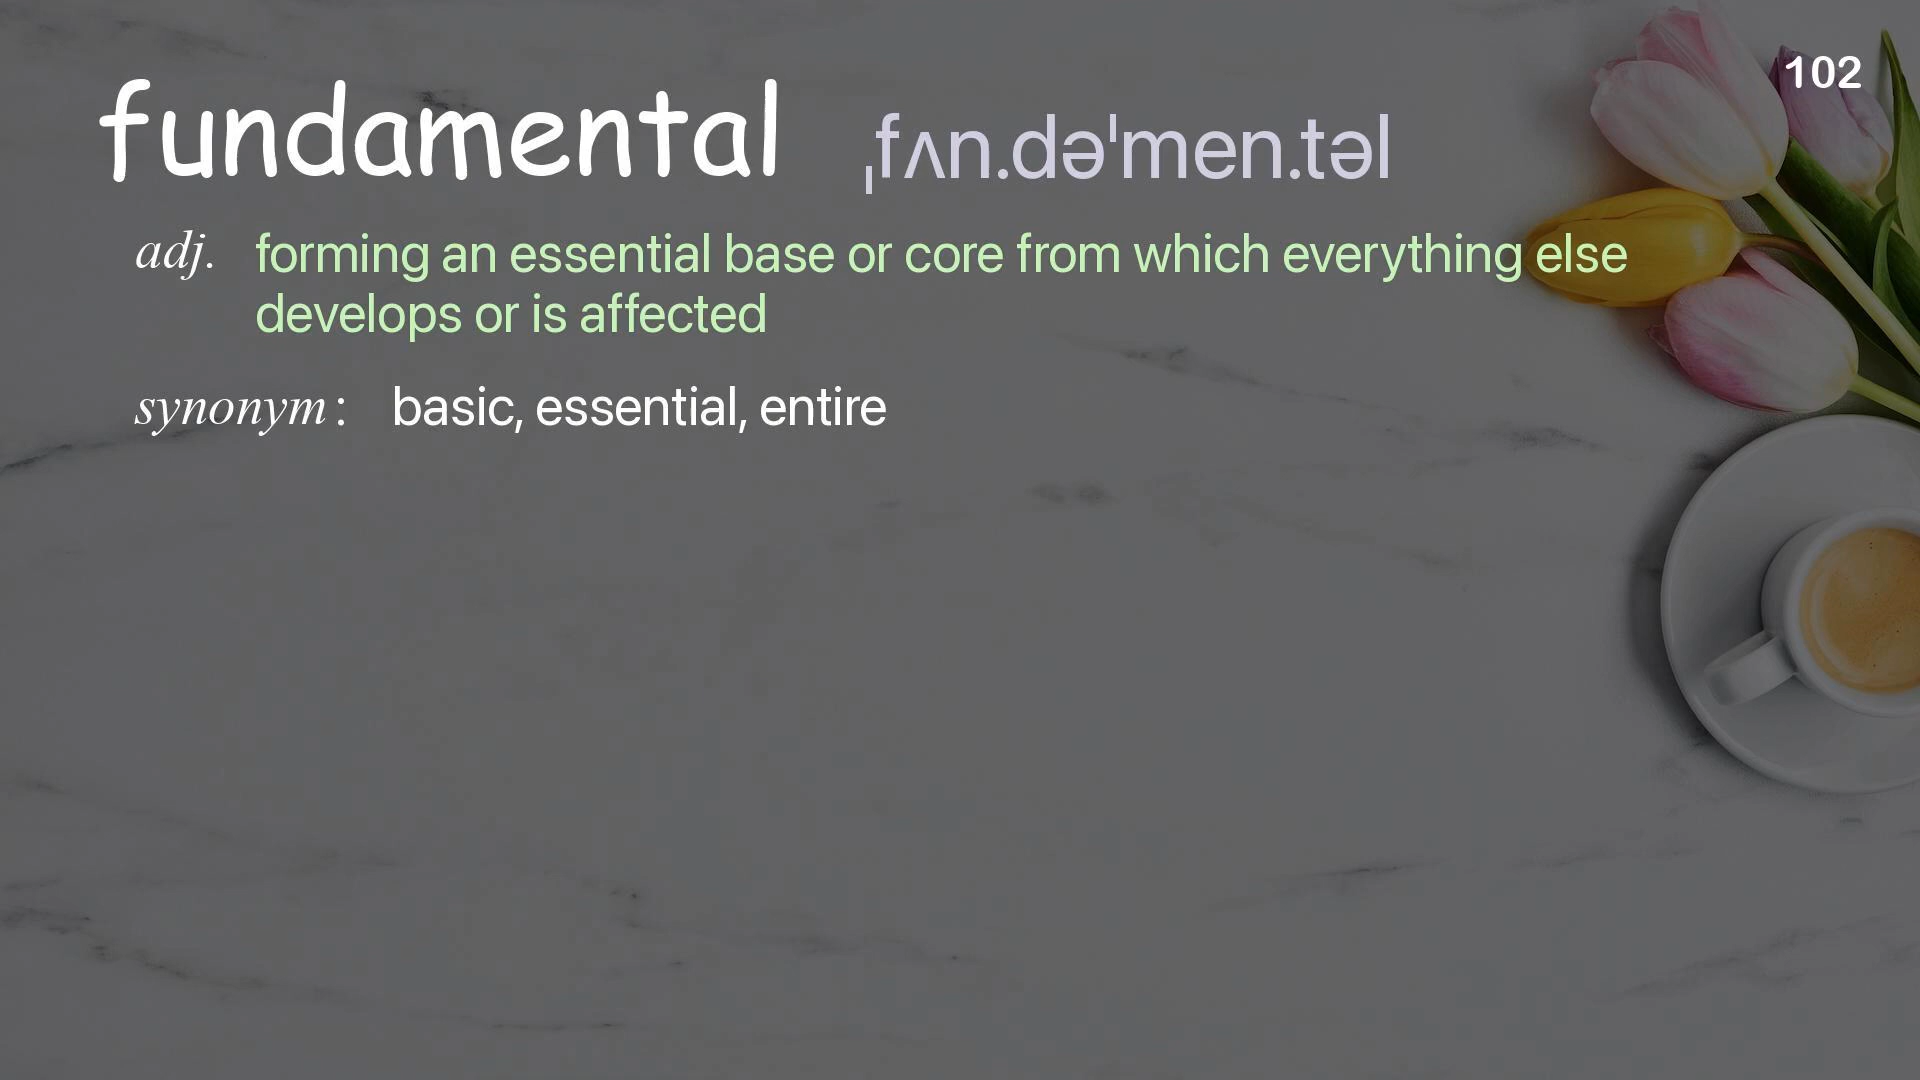 102
fundamental ˌfʌn.dəˈmen.təl
adj. forming an essential base or core from which everything else
develops or is affected
synonym: basic, essential, entire